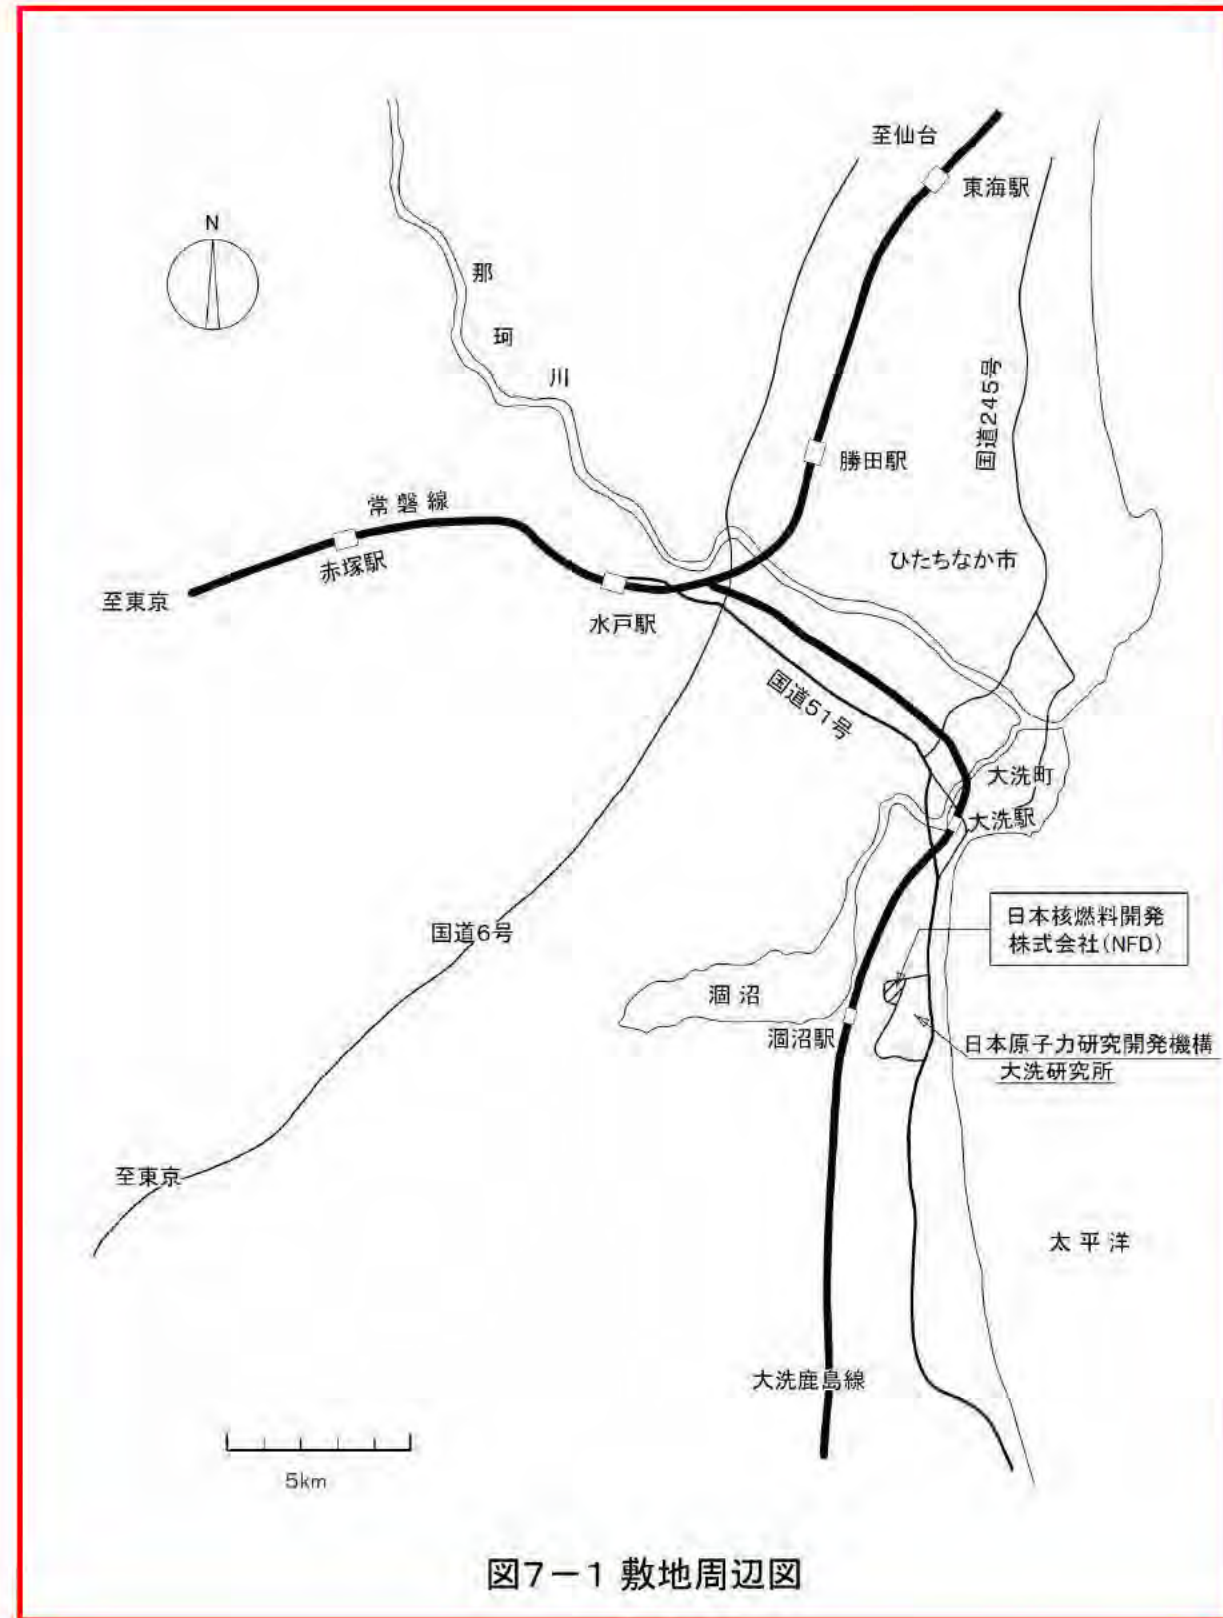 至仙台
東海駅
N
那
珂
川
国道245号
勝田駅
常磐線
赤塚駅
ひたちなか市
至東京
水戸駅
国道51号
大洗町
大洗駅
日本核燃料開発
株式会社(NFD)
国道6号
涸沼
涸沼駅
日本原子力研究開発機構
大洗研究所
至東京
太平洋
大洗鹿島線
5km
図7－1 敷地周辺図